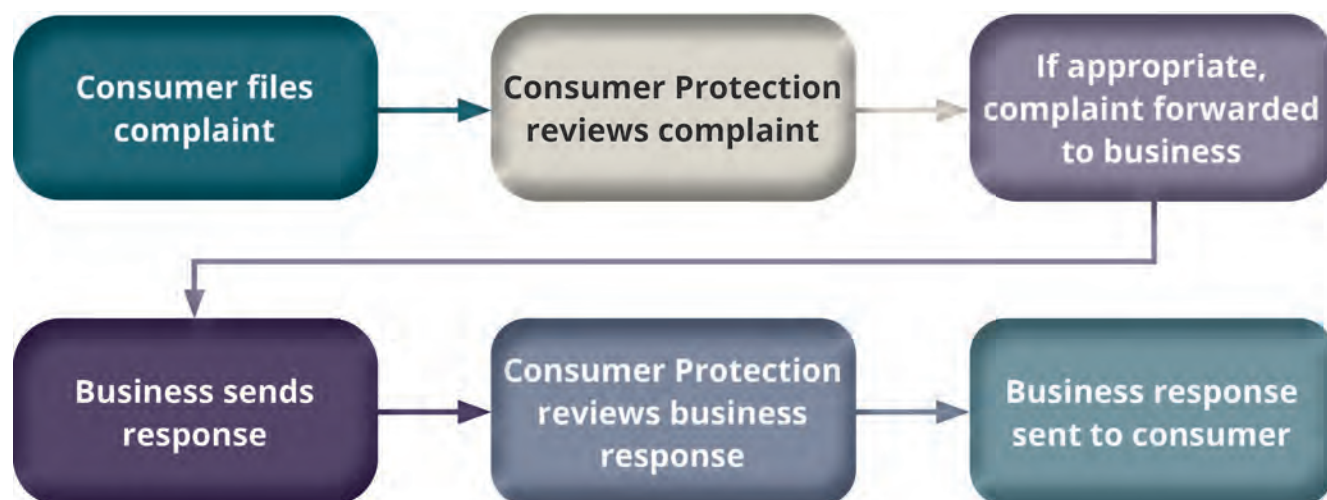 Consumer files
complaint
Consumer Protection
reviews complaint
If appropriate,
complaint forwarded
to business
Business sends
response
Consumer Protection
reviews business
response
Business response
sent to consumer